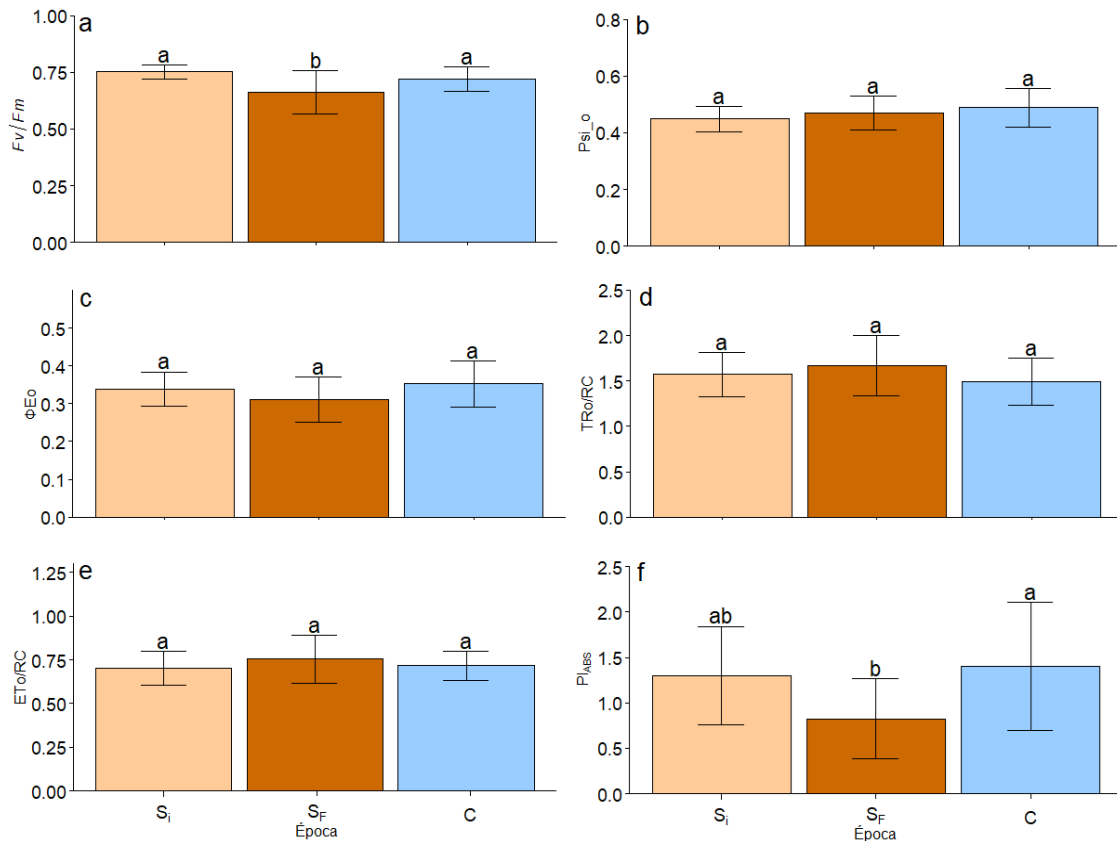 a
1.00
0.75
0.50
0.25
0.00
Fv/Fm
a
b
a
b
0.8
0.6
0.4
0.2
0.0
Psi_o
a
a
a
c
0.5
0.4
0.3
0.2
0.1
0.0
ΦEo
a
a
a
d
2.5
2.0
1.5
1.0
0.5
0.0
TRo/RC
a
a
a
e
1.25
1.00
0.75
0.50
0.25
0.00
ETo/RC
a
a
a
Si
SF
C
Época
f
2.5
2.0
1.5
1.0
0.5
0.0
PIABS
ab
b
a
Si
SF
C
Época